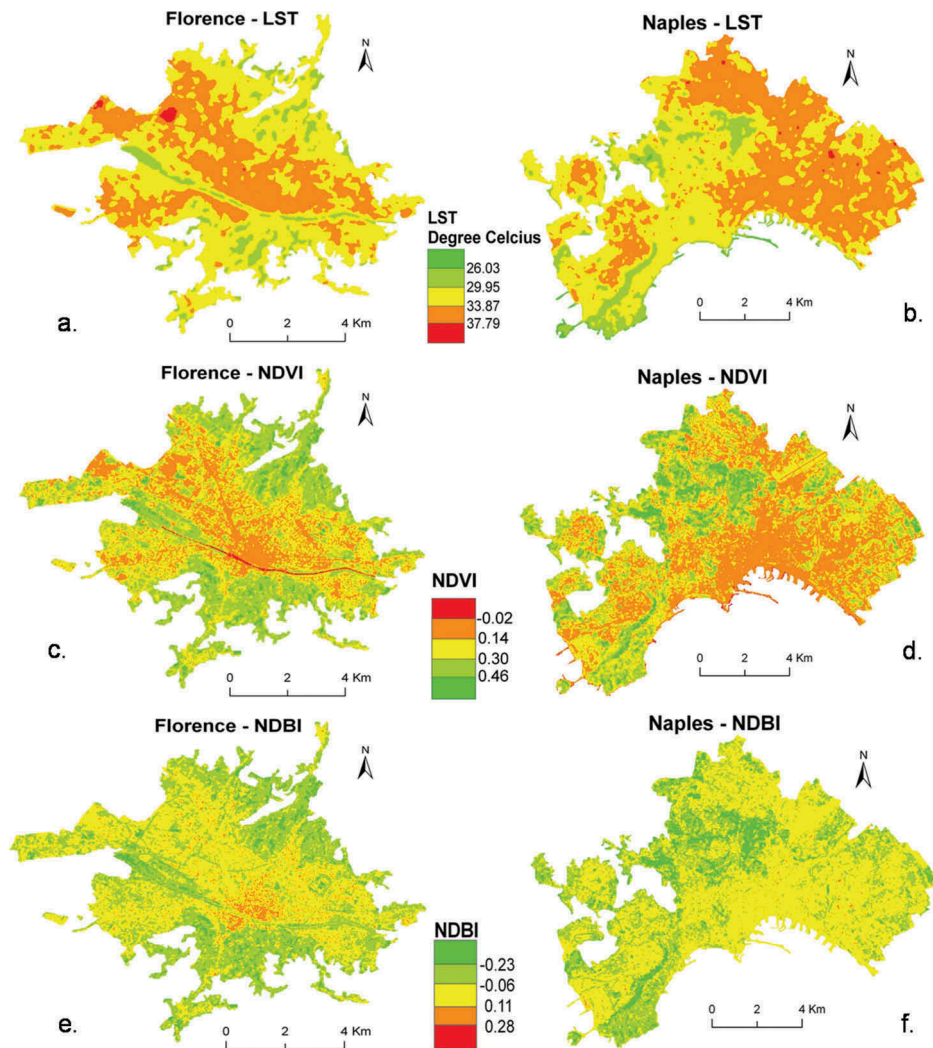 Florence - LST
N
Naples - LST
N
LST
Degree Celcius
26.03
29.95
33.87
37.79
a.
0 2 4 Km
b.
0 2 4 Km
Florence - NDVI
N
Naples - NDVI
N
NDVI
-0.02
0.14
0.30
0.46
c.
0 2 4 Km
d.
0 2 4 Km
Florence - NDBI
N
Naples - NDBI
N
NDBI
-0.23
-0.06
0.11
0.28
e.
0 2 4 Km
f.
0 2 4 Km